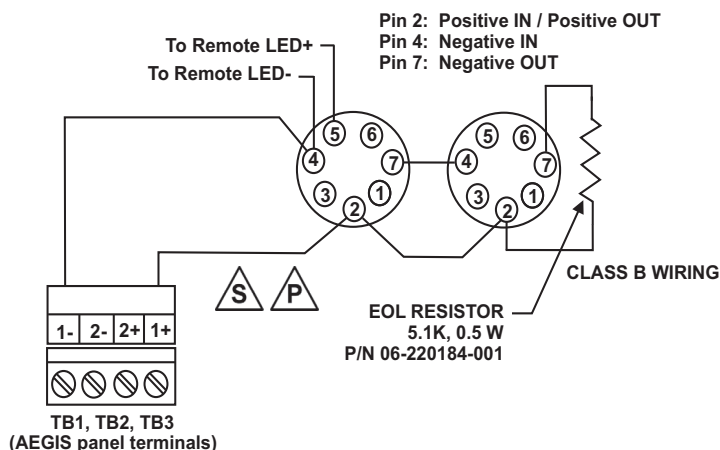 Pin 2: Positive IN / Positive OUT
Pin 4: Negative IN
Pin 7: Negative OUT
To Remote LED+
To Remote LED-
5
6
4
7
3
1
2
5
6
4
7
3
1
2
S
P
CLASS B WIRING
EOL RESISTOR
5.1K, 0.5 W
P/N 06-220184-001
1- 2- 2+ 1+
TB1, TB2, TB3
(AEGIS panel terminals)